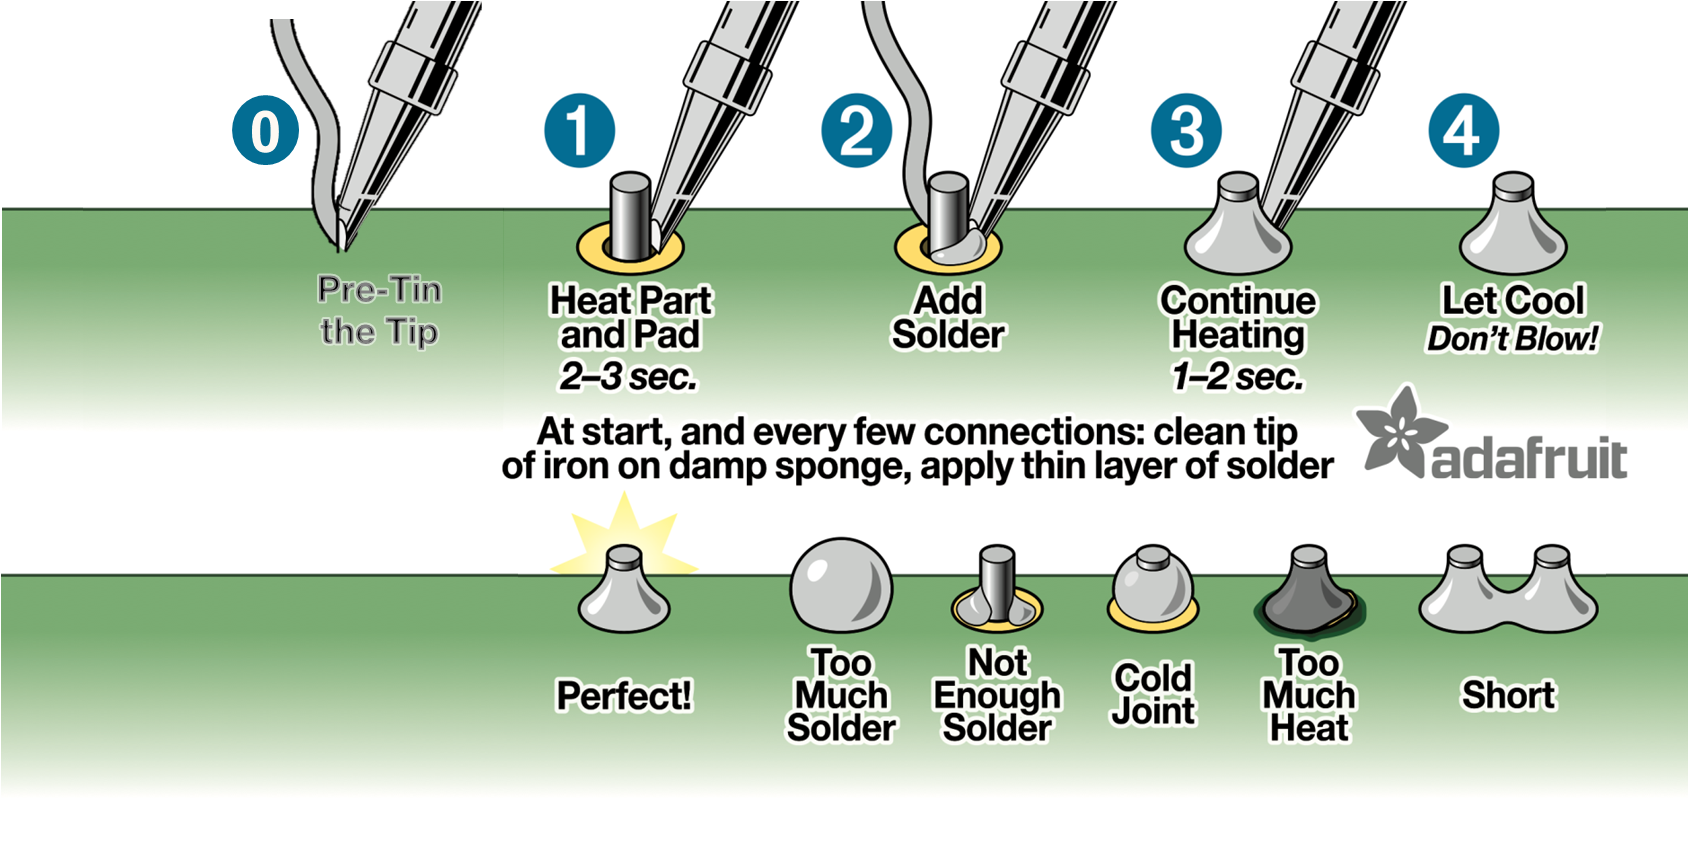 0
Pre-Tin
the Tip
1
Heat Part
and Pad
2–3 sec.
2
Add
Solder
3
Continue
Heating
1–2 sec.
4
Let Cool
Don't Blow!
At start, and every few connections: clean tip
of iron on damp sponge, apply thin layer of solder
adafruit
Perfect!
Too
Much
Solder
Not
Enough
Solder
Cold
Joint
Too
Much
Heat
Short